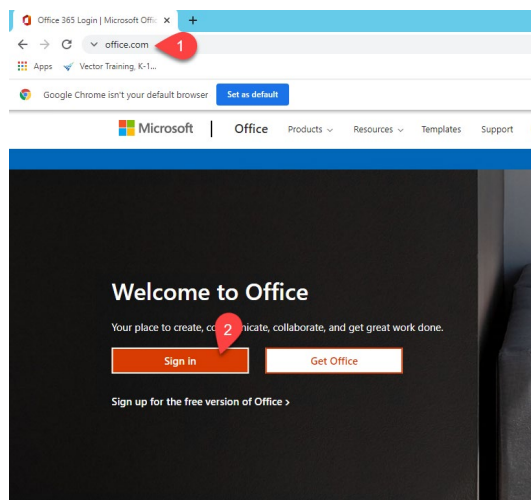 Office 365 Login | Microsoft Offic
office.com
1
Apps Vector Training, K-1...
Google Chrome isn't your default browser Set as default
Microsoft Office Products Resources Templates Support
Welcome to Office
Your place to create, 2 collaborate, and get great work done.
Sign in Get Office
Sign up for the free version of Office >